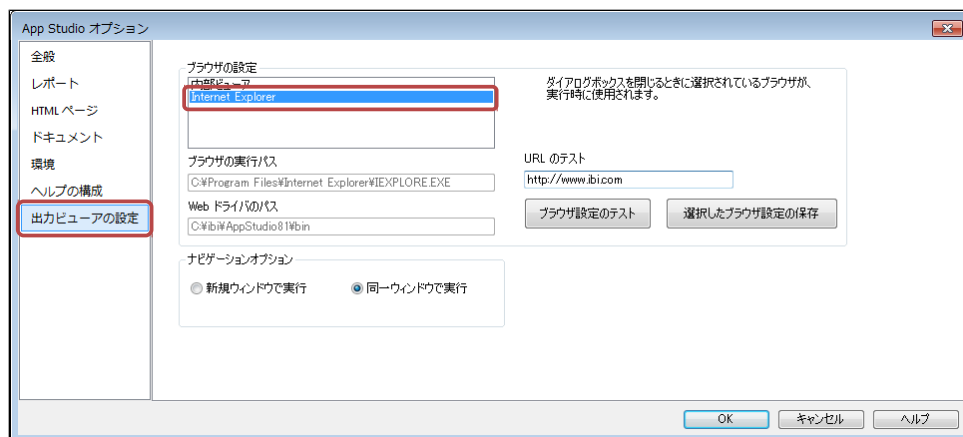 App Studio オプション
全般
レポート
HTML ページ
ドキュメント
環境
ヘルプの構成
出力ビューアの設定
ブラウザの設定
内部ビューア
Internet Explorer
ダイアログボックスを閉じるときに選択されているブラウザが、
実行時に使用されます。
ブラウザの実行パス
C:¥Program Files¥Internet Explorer¥IEXPLORE.EXE
Web ドライバのパス
C:¥ibi¥AppStudio81¥bin
URL のテスト
http://www.ibi.com
ブラウザ設定のテスト
選択したブラウザ設定の保存
ナビゲーションオプション
新規ウィンドウで実行
同一ウィンドウで実行
OK
キャンセル
ヘルプ